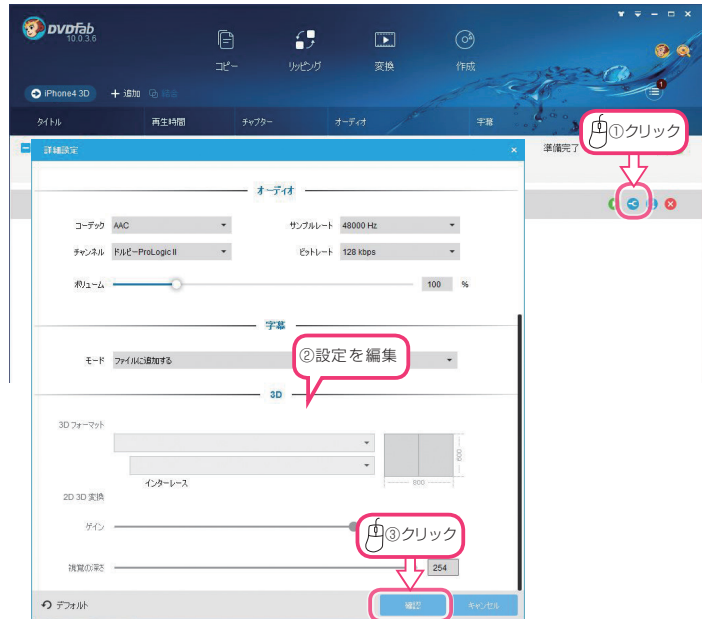 DVDFab
10.0.3.6
コピー
リッピング
変換
作成
iPhone4 3D
追加
結合
1
タイトル
再生時間
チャプター
オーディオ
字幕
準備完了
①クリック
詳細設定
オーディオ
コーデック AAC
サンプルレート 48000 Hz
チャンネル ドルビーProLogic II
ビットレート 128 kbps
ボリューム
100 %
字幕
モード ファイルに追加する
②設定を編集
3D
3D フォーマット
600
800
インターレース
2D 3D 変換
ゲイン
③クリック
視覚の深さ
254
デフォルト
確認
キャンセル